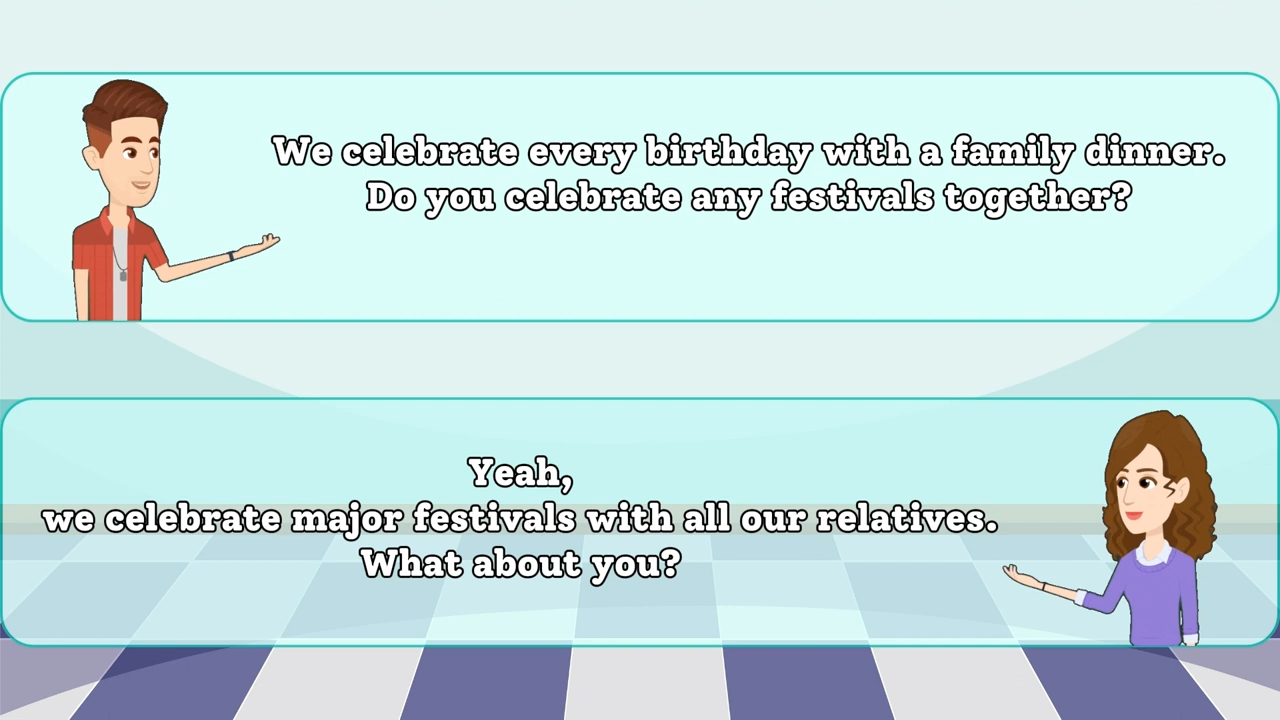 We celebrate every birthday with a family dinner.
Do you celebrate any festivals together?
Yeah,
we celebrate major festivals with all our relatives.
What about you?